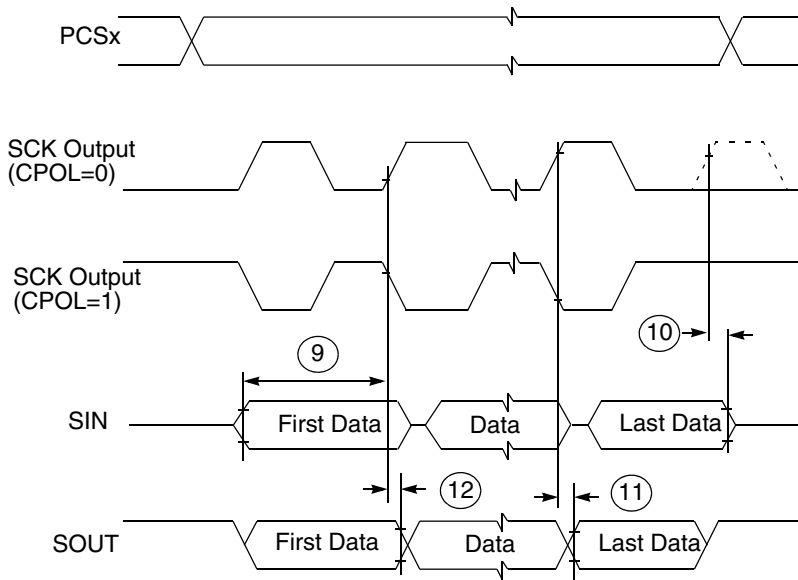 PCSx
SCK Output
(CPOL=0)
SCK Output
(CPOL=1)
10
9
SIN
First Data
Data
Last Data
12
11
SOUT
First Data
Data
Last Data